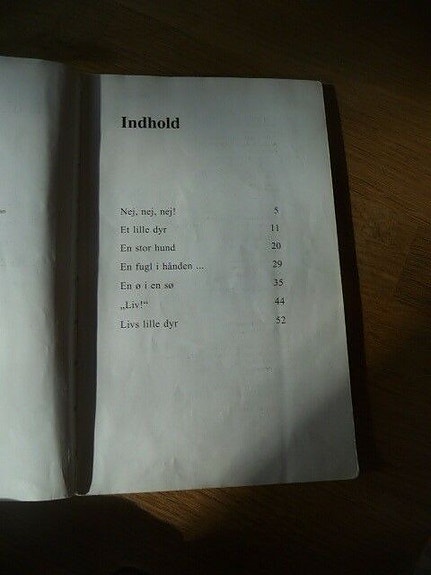 Indhold
Nej, nej, nej! 5
Et lille dyr 11
En stor hund 20
En fugl i hånden ... 29
En ø i en sø 35
„Liv!“ 44
Livs lille dyr 52